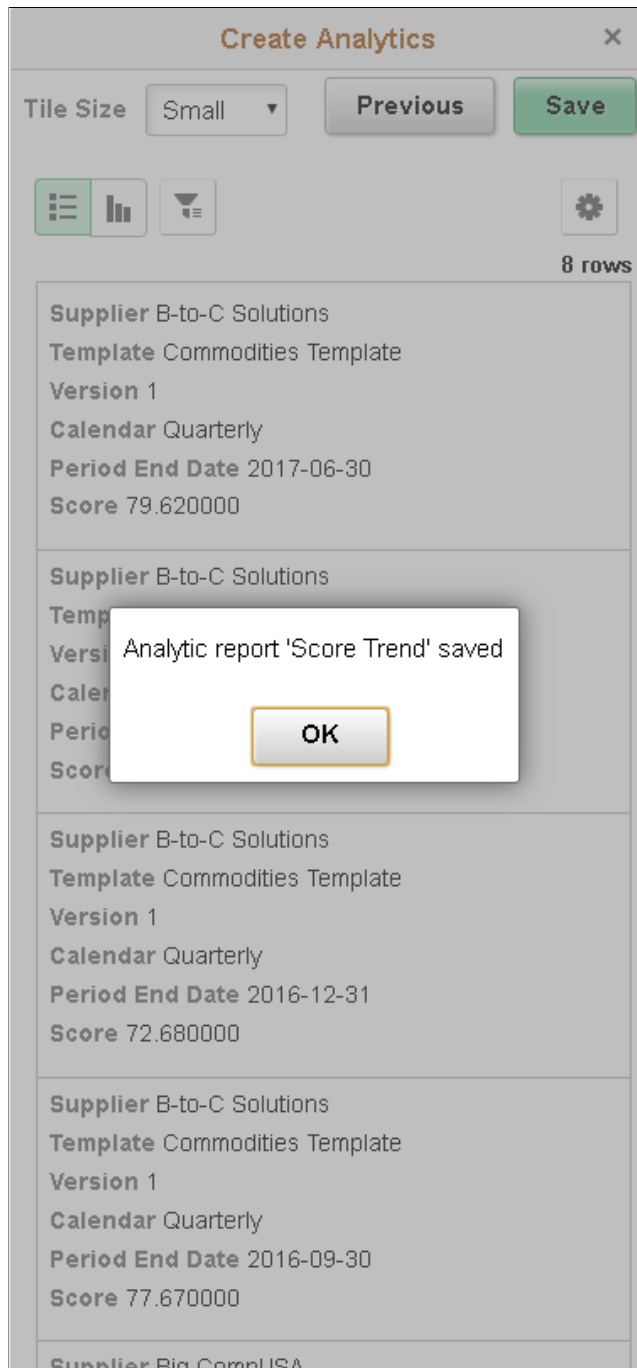 Create Analytics ×
Tile Size Small Previous Save
8 rows
Supplier B-to-C Solutions
Template Commodities Template
Version 1
Calendar Quarterly
Period End Date 2017-06-30
Score 79.620000
Supplier B-to-C Solutions
Analytic report 'Score Trend' saved
OK
Supplier B-to-C Solutions
Template Commodities Template
Version 1
Calendar Quarterly
Period End Date 2016-12-31
Score 72.680000
Supplier B-to-C Solutions
Template Commodities Template
Version 1
Calendar Quarterly
Period End Date 2016-09-30
Score 77.670000
Supplier Big CompUSA